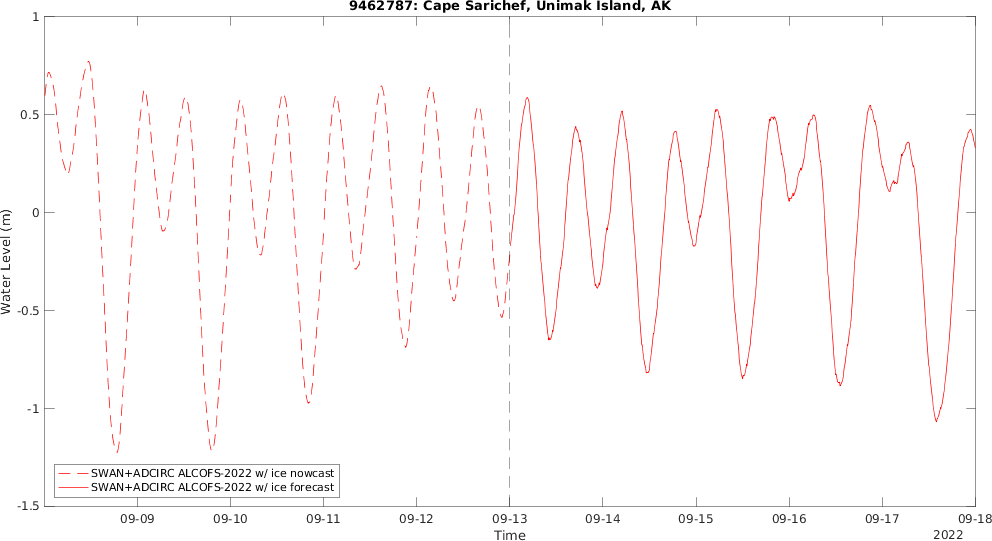 9462787: Cape Sarichef, Unimak Island, AK
1
0.5
0
-0.5
-1
-1.5
Water Level (m)
SWAN+ADCIRC ALCOFS-2022 w/ ice nowcast
SWAN+ADCIRC ALCOFS-2022 w/ ice forecast
09-09 09-10 09-11 09-12 09-13 09-14 09-15 09-16 09-17 09-18
Time
2022